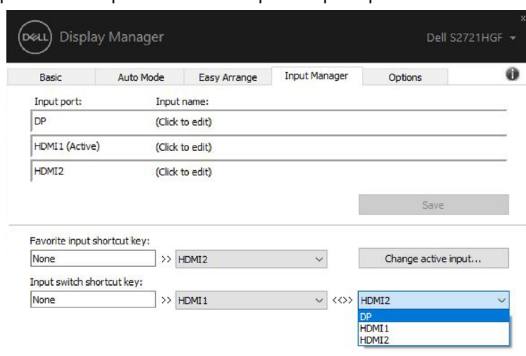 DELL Display Manager Dell S2721HGF
Basic Auto Mode Easy Arrange Input Manager Options
Input port: Input name:
DP (Click to edit)
HDMI1 (Active) (Click to edit)
HDMI2 (Click to edit)
Save
Favorite input shortcut key:
None >> HDMI2 Change active input...
Input switch shortcut key:
None >> HDMI1 <<>> HDMI2
DP
HDMI1
HDMI2